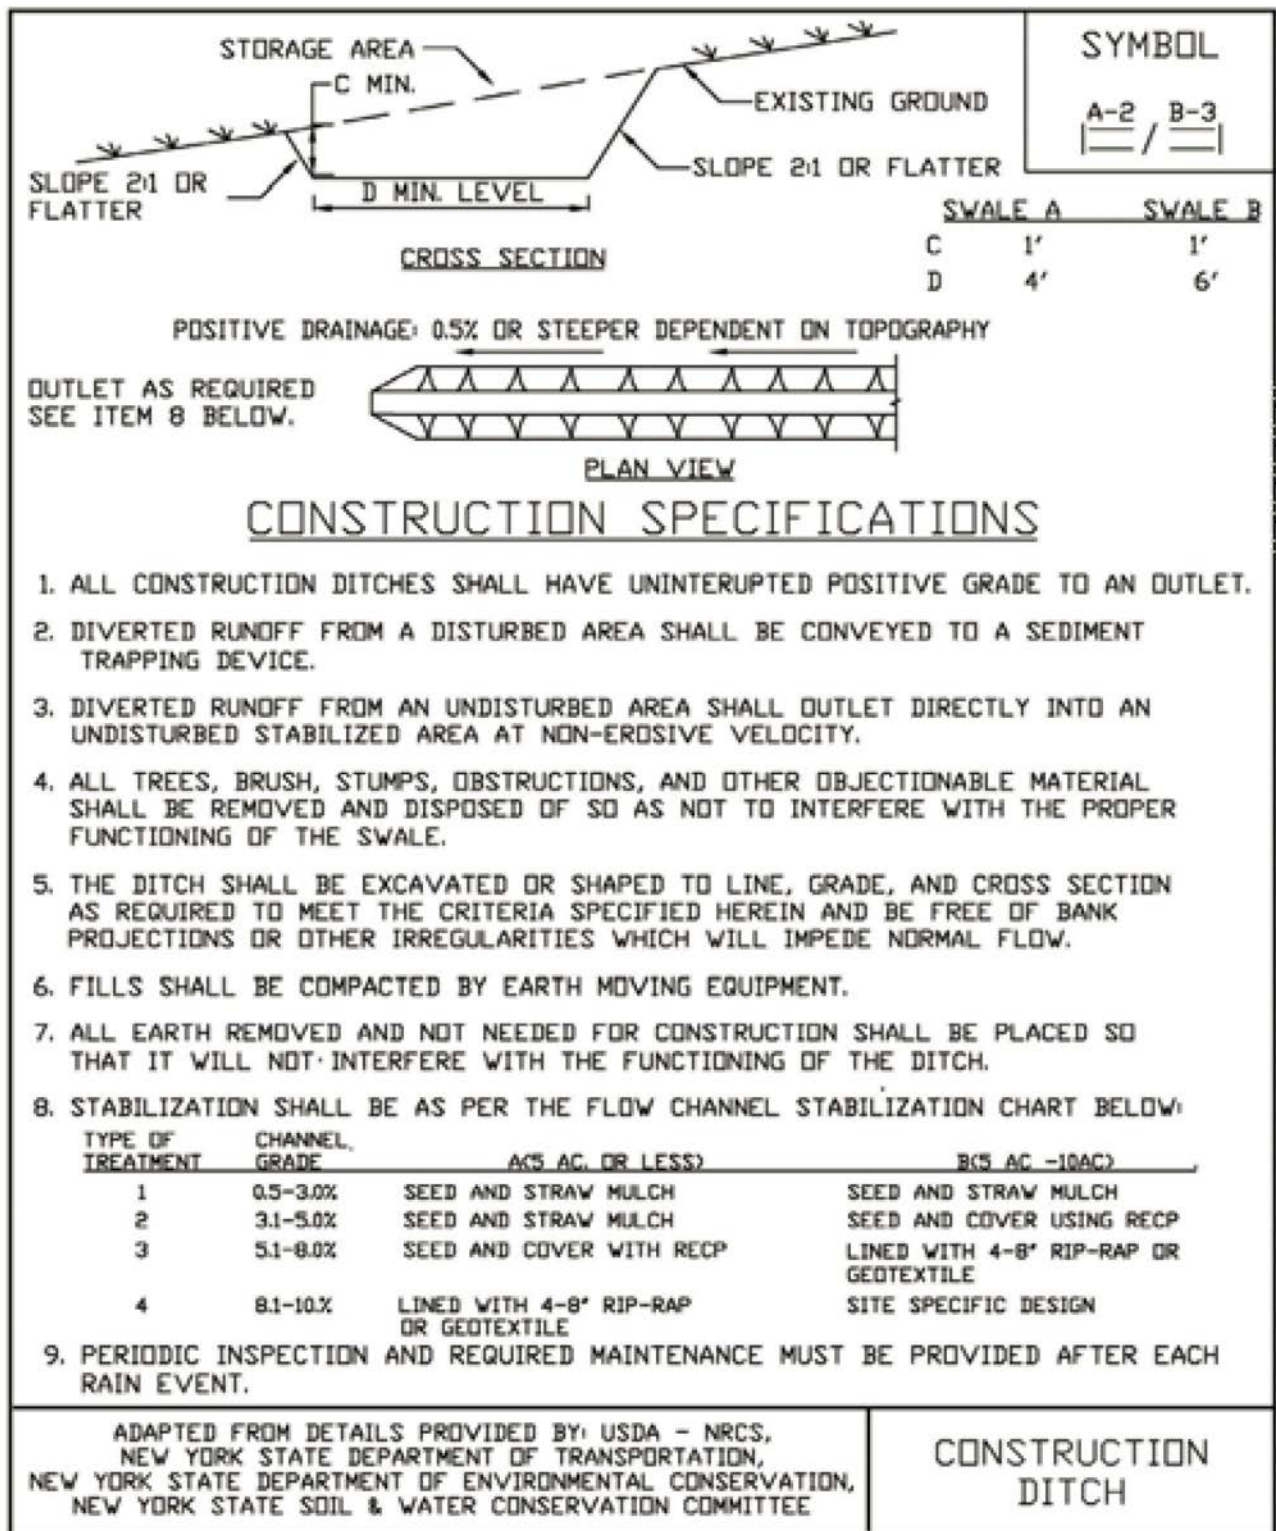 STORAGE AREA
C MIN.
EXISTING GROUND
SLOPE 2:1 OR
FLATTER
SLOPE 2:1 OR FLATTER
D MIN. LEVEL
CROSS SECTION
SYMBOL
A-2 / B-3
SWALE A SWALE B
C 1' 1'
D 4' 6'
POSITIVE DRAINAGE: 0.5% OR STEEPER DEPENDENT ON TOPOGRAPHY
OUTLET AS REQUIRED
SEE ITEM 8 BELOW.
PLAN VIEW
CONSTRUCTION SPECIFICATIONS
1. ALL CONSTRUCTION DITCHES SHALL HAVE UNINTERUPTED POSITIVE GRADE TO AN OUTLET.
2. DIVERTED RUNOFF FROM A DISTURBED AREA SHALL BE CONVEYED TO A SEDIMENT
TRAPPING DEVICE.
3. DIVERTED RUNOFF FROM AN UNDISTURBED AREA SHALL OUTLET DIRECTLY INTO AN
UNDISTURBED STABILIZED AREA AT NON-EROSIVE VELOCITY.
4. ALL TREES, BRUSH, STUMPS, OBSTRUCTIONS, AND OTHER OBJECTIONABLE MATERIAL
SHALL BE REMOVED AND DISPOSED OF SO AS NOT TO INTERFERE WITH THE PROPER
FUNCTIONING OF THE SWALE.
5. THE DITCH SHALL BE EXCAVATED OR SHAPED TO LINE, GRADE, AND CROSS SECTION
AS REQUIRED TO MEET THE CRITERIA SPECIFIED HEREIN AND BE FREE OF BANK
PROJECTIONS OR OTHER IRREGULARITIES WHICH WILL IMPEDE NORMAL FLOW.
6. FILLS SHALL BE COMPACTED BY EARTH MOVING EQUIPMENT.
7. ALL EARTH REMOVED AND NOT NEEDED FOR CONSTRUCTION SHALL BE PLACED SO
THAT IT WILL NOT INTERFERE WITH THE FUNCTIONING OF THE DITCH.
8. STABILIZATION SHALL BE AS PER THE FLOW CHANNEL STABILIZATION CHART BELOW:
TYPE OF CHANNEL
TREATMENT GRADE A(5 AC. OR LESS) B(5 AC -10AC)
1 0.5-3.0% SEED AND STRAW MULCH SEED AND STRAW MULCH
2 3.1-5.0% SEED AND STRAW MULCH SEED AND COVER USING RECP
3 5.1-8.0% SEED AND COVER WITH RECP LINED WITH 4-8" RIP-RAP OR
GEOTEXTILE
4 8.1-10.% LINED WITH 4-8" RIP-RAP SITE SPECIFIC DESIGN
OR GEOTEXTILE
9. PERIODIC INSPECTION AND REQUIRED MAINTENANCE MUST BE PROVIDED AFTER EACH
RAIN EVENT.
ADAPTED FROM DETAILS PROVIDED BY: USDA - NRCS,
NEW YORK STATE DEPARTMENT OF TRANSPORTATION,
NEW YORK STATE DEPARTMENT OF ENVIRONMENTAL CONSERVATION,
NEW YORK STATE SOIL & WATER CONSERVATION COMMITTEE
CONSTRUCTION
DITCH